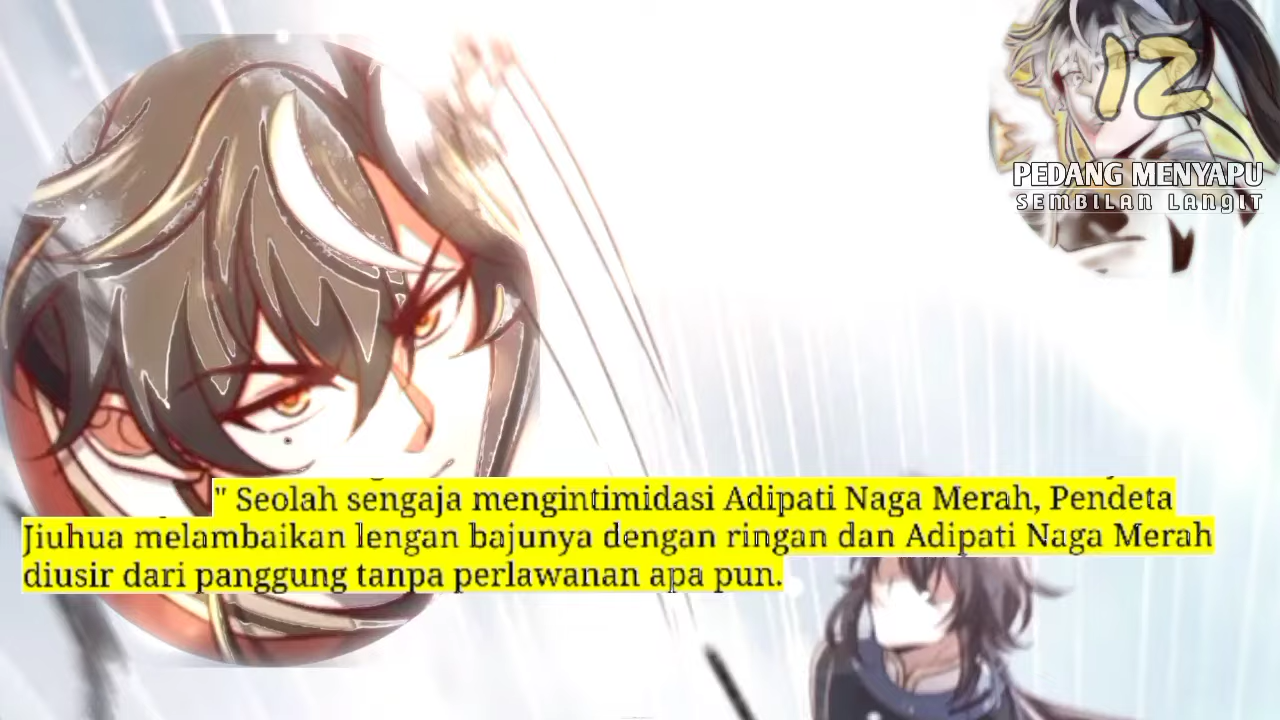 12
PEDANG MENYAPU
SEMBILAN LANGIT
" Seolah sengaja mengintimidasi Adipati Naga Merah, Pendeta
Jiuhua melambaikan lengan bajunya dengan ringan dan Adipati Naga Merah
diusir dari panggung tanpa perlawanan apa pun.